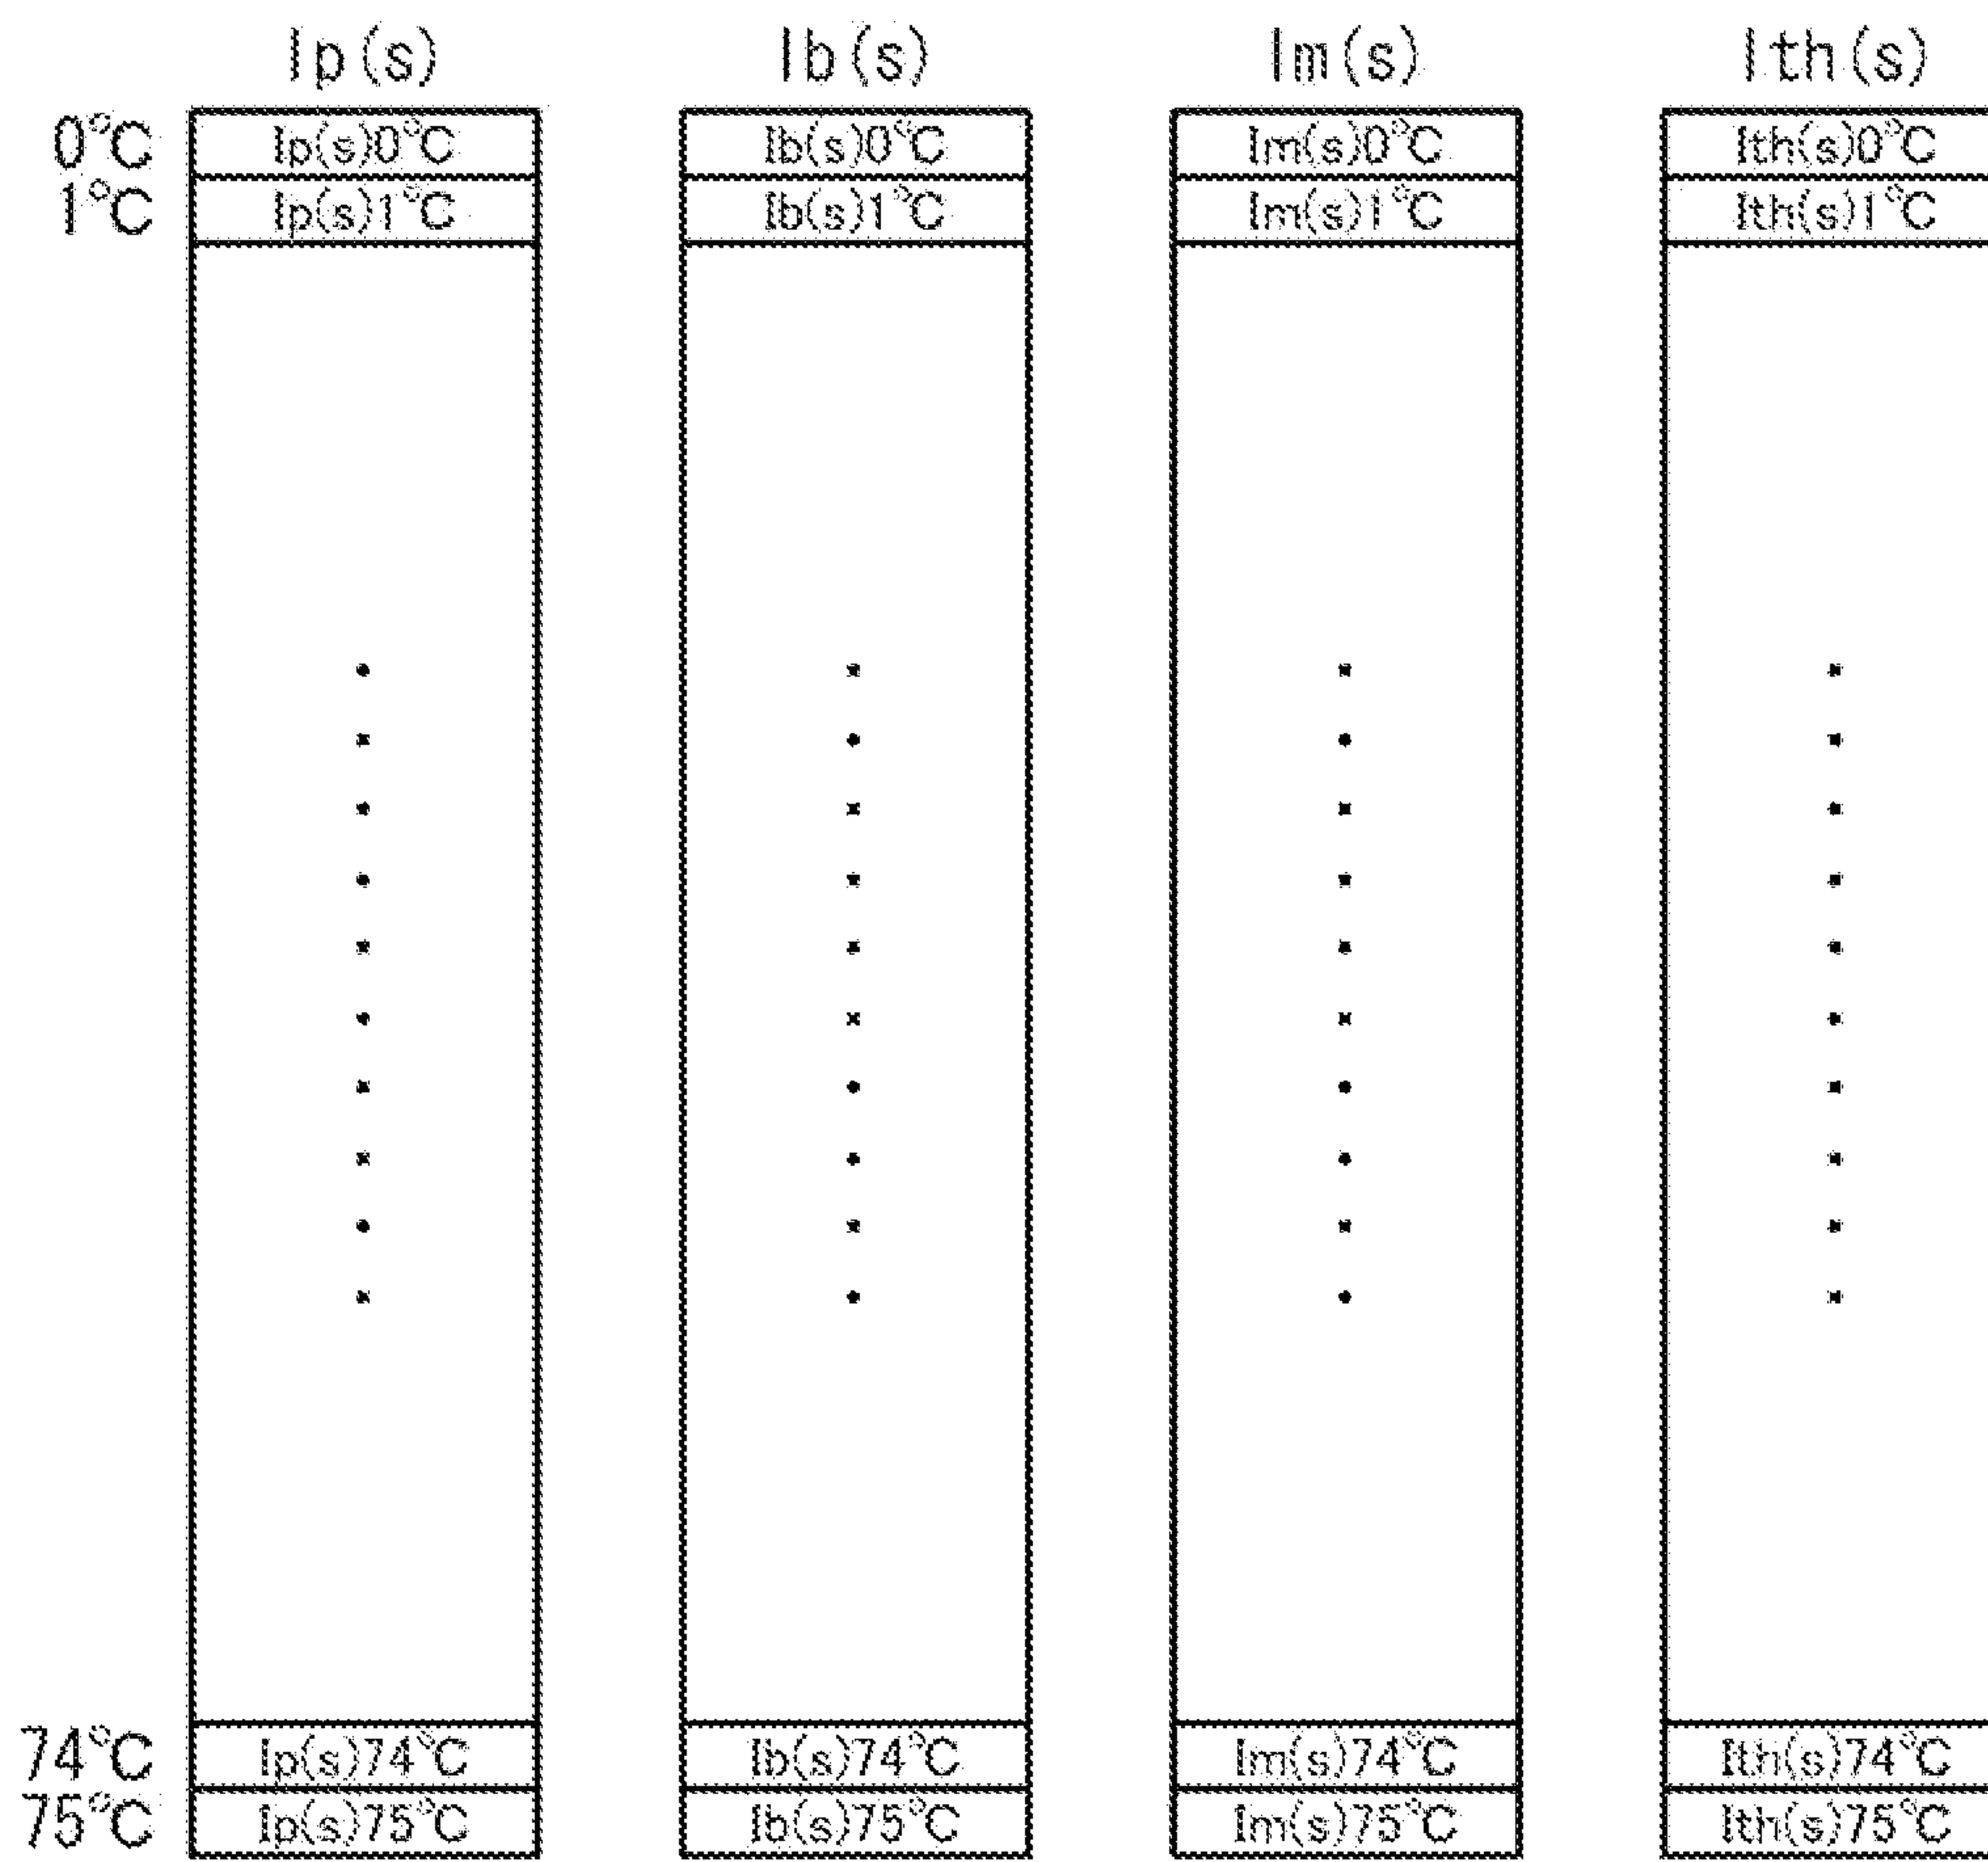 Ip(s) Ib(s) Im(s) Ith(s)
0°C Ip(s)0°C Ib(s)0°C Im(s)0°C Ith(s)0°C
1°C Ip(s)1°C Ib(s)1°C Im(s)1°C Ith(s)1°C
74°C Ip(s)74°C Ib(s)74°C Im(s)74°C Ith(s)74°C
75°C Ip(s)75°C Ib(s)75°C Im(s)75°C Ith(s)75°C